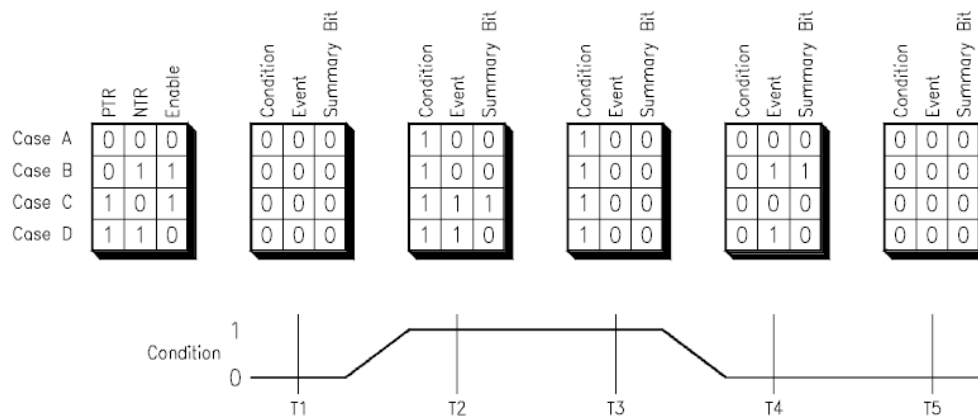 PTR NTR Enable Condition Event Summary Bit Condition Event Summary Bit Condition Event Summary Bit Condition Event Summary Bit Condition Event Summary Bit
Case A 0 0 0 0 0 0 1 0 0 1 0 0 0 0 0 0 0 0
Case B 0 1 1 0 0 0 1 0 0 1 0 0 0 1 1 0 0 0
Case C 1 0 1 0 0 0 1 1 1 1 0 0 0 0 0 0 0 0
Case D 1 1 0 0 0 0 1 1 0 1 0 0 0 1 0 0 0 0
1
Condition
0
T1 T2 T3 T4 T5